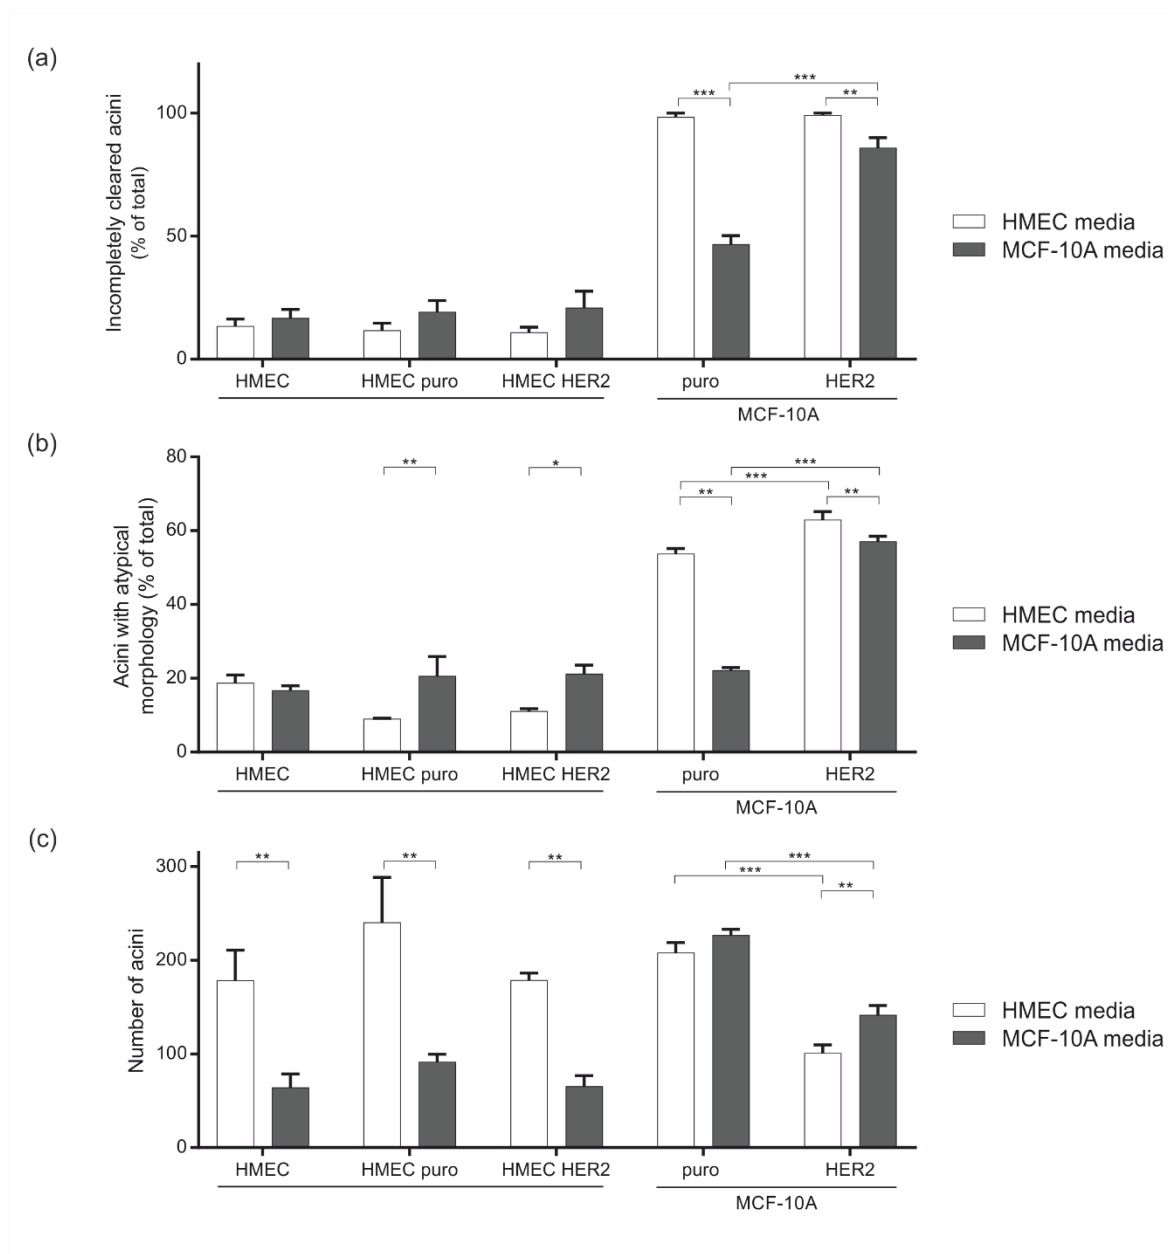 (a)
Incompletely cleared acini
(% of total)
100
50
0
***
***
**
HMEC
HMEC puro
HMEC HER2
puro
HER2
MCF-10A
HMEC media
MCF-10A media
(b)
Acini with atypical
morphology (% of total)
80
60
40
20
0
**
*
***
***
**
**
HMEC
HMEC puro
HMEC HER2
puro
HER2
MCF-10A
HMEC media
MCF-10A media
(c)
Number of acini
300
200
100
0
**
**
**
***
***
**
HMEC
HMEC puro
HMEC HER2
puro
HER2
MCF-10A
HMEC media
MCF-10A media